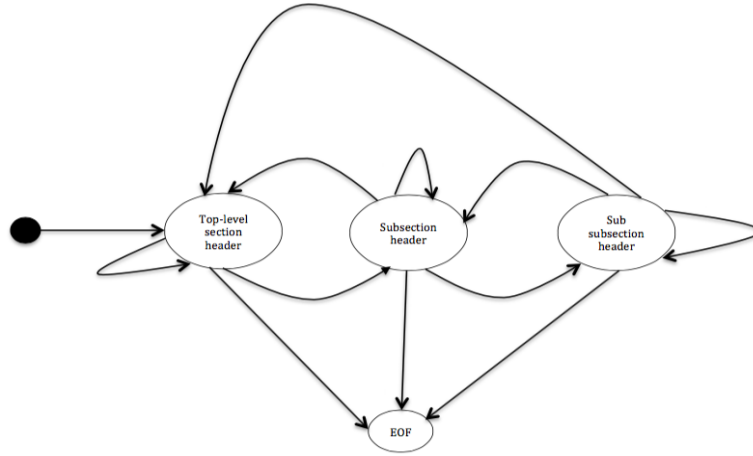 Top-level
section
header
Subsection
header
Sub
subsection
header
EOF